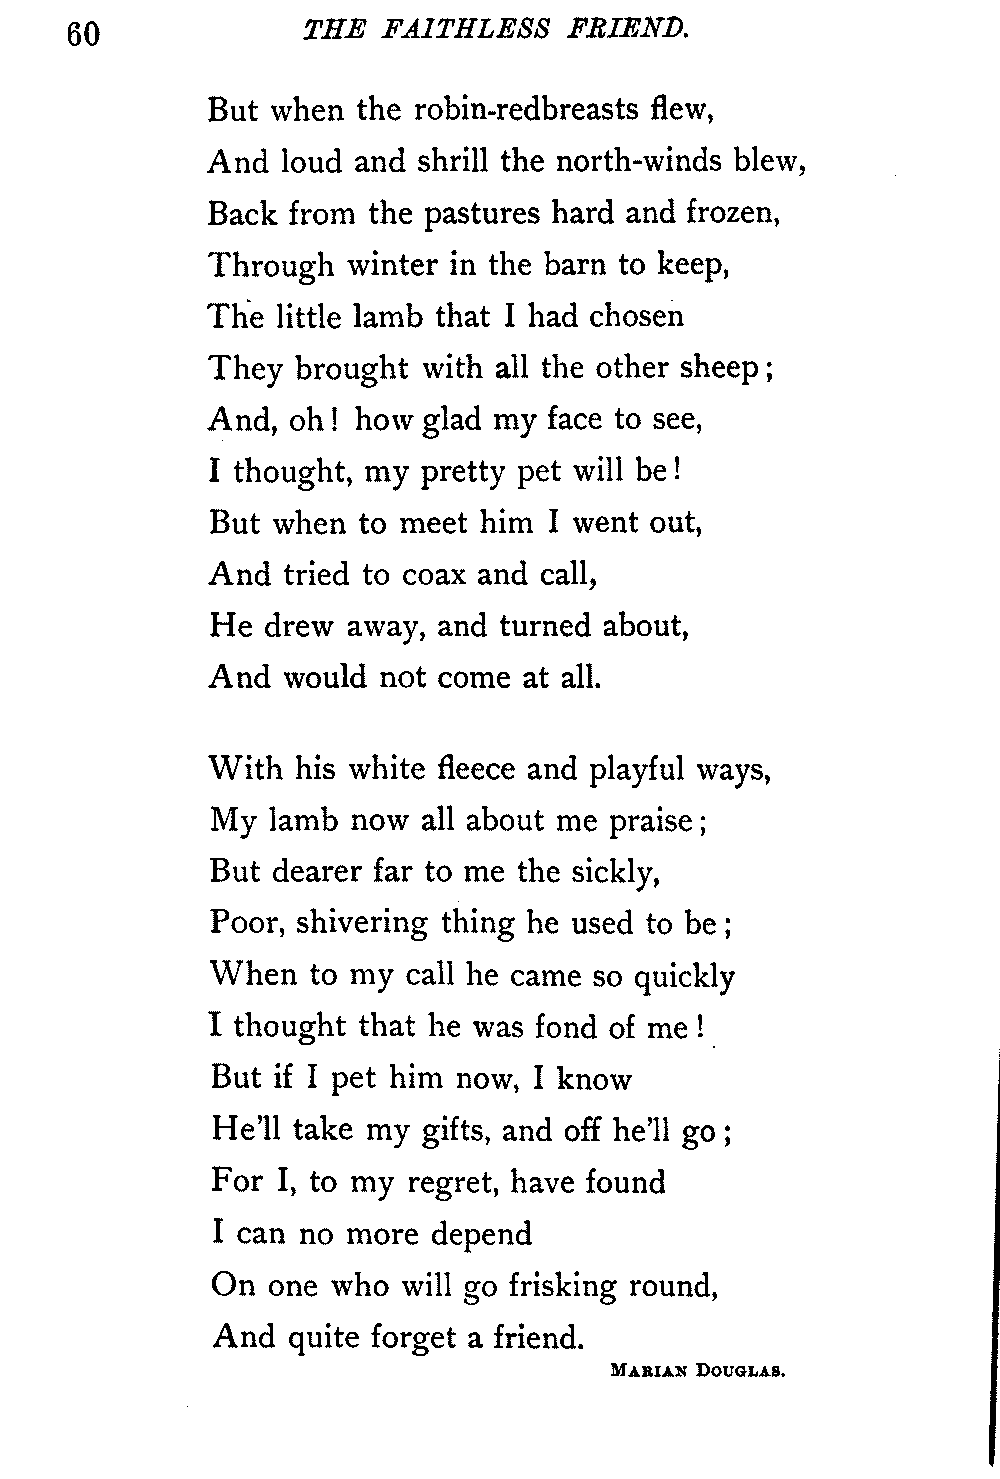 60
THE FAITHLESS FRIEND.
But when the robin-redbreasts flew,
And loud and shrill the north-winds blew,
Back from the pastures hard and frozen,
Through winter in the barn to keep,
The little lamb that I had chosen
They brought with all the other sheep;
And, oh! how glad my face to see,
I thought, my pretty pet will be!
But when to meet him I went out,
And tried to coax and call,
He drew away, and turned about,
And would not come at all.
With his white fleece and playful ways,
My lamb now all about me praise;
But dearer far to me the sickly,
Poor, shivering thing he used to be;
When to my call he came so quickly
I thought that he was fond of me!
But if I pet him now, I know
He'll take my gifts, and off he'll go;
For I, to my regret, have found
I can no more depend
On one who will go frisking round,
And quite forget a friend.
MARIAN DOUGLAS.